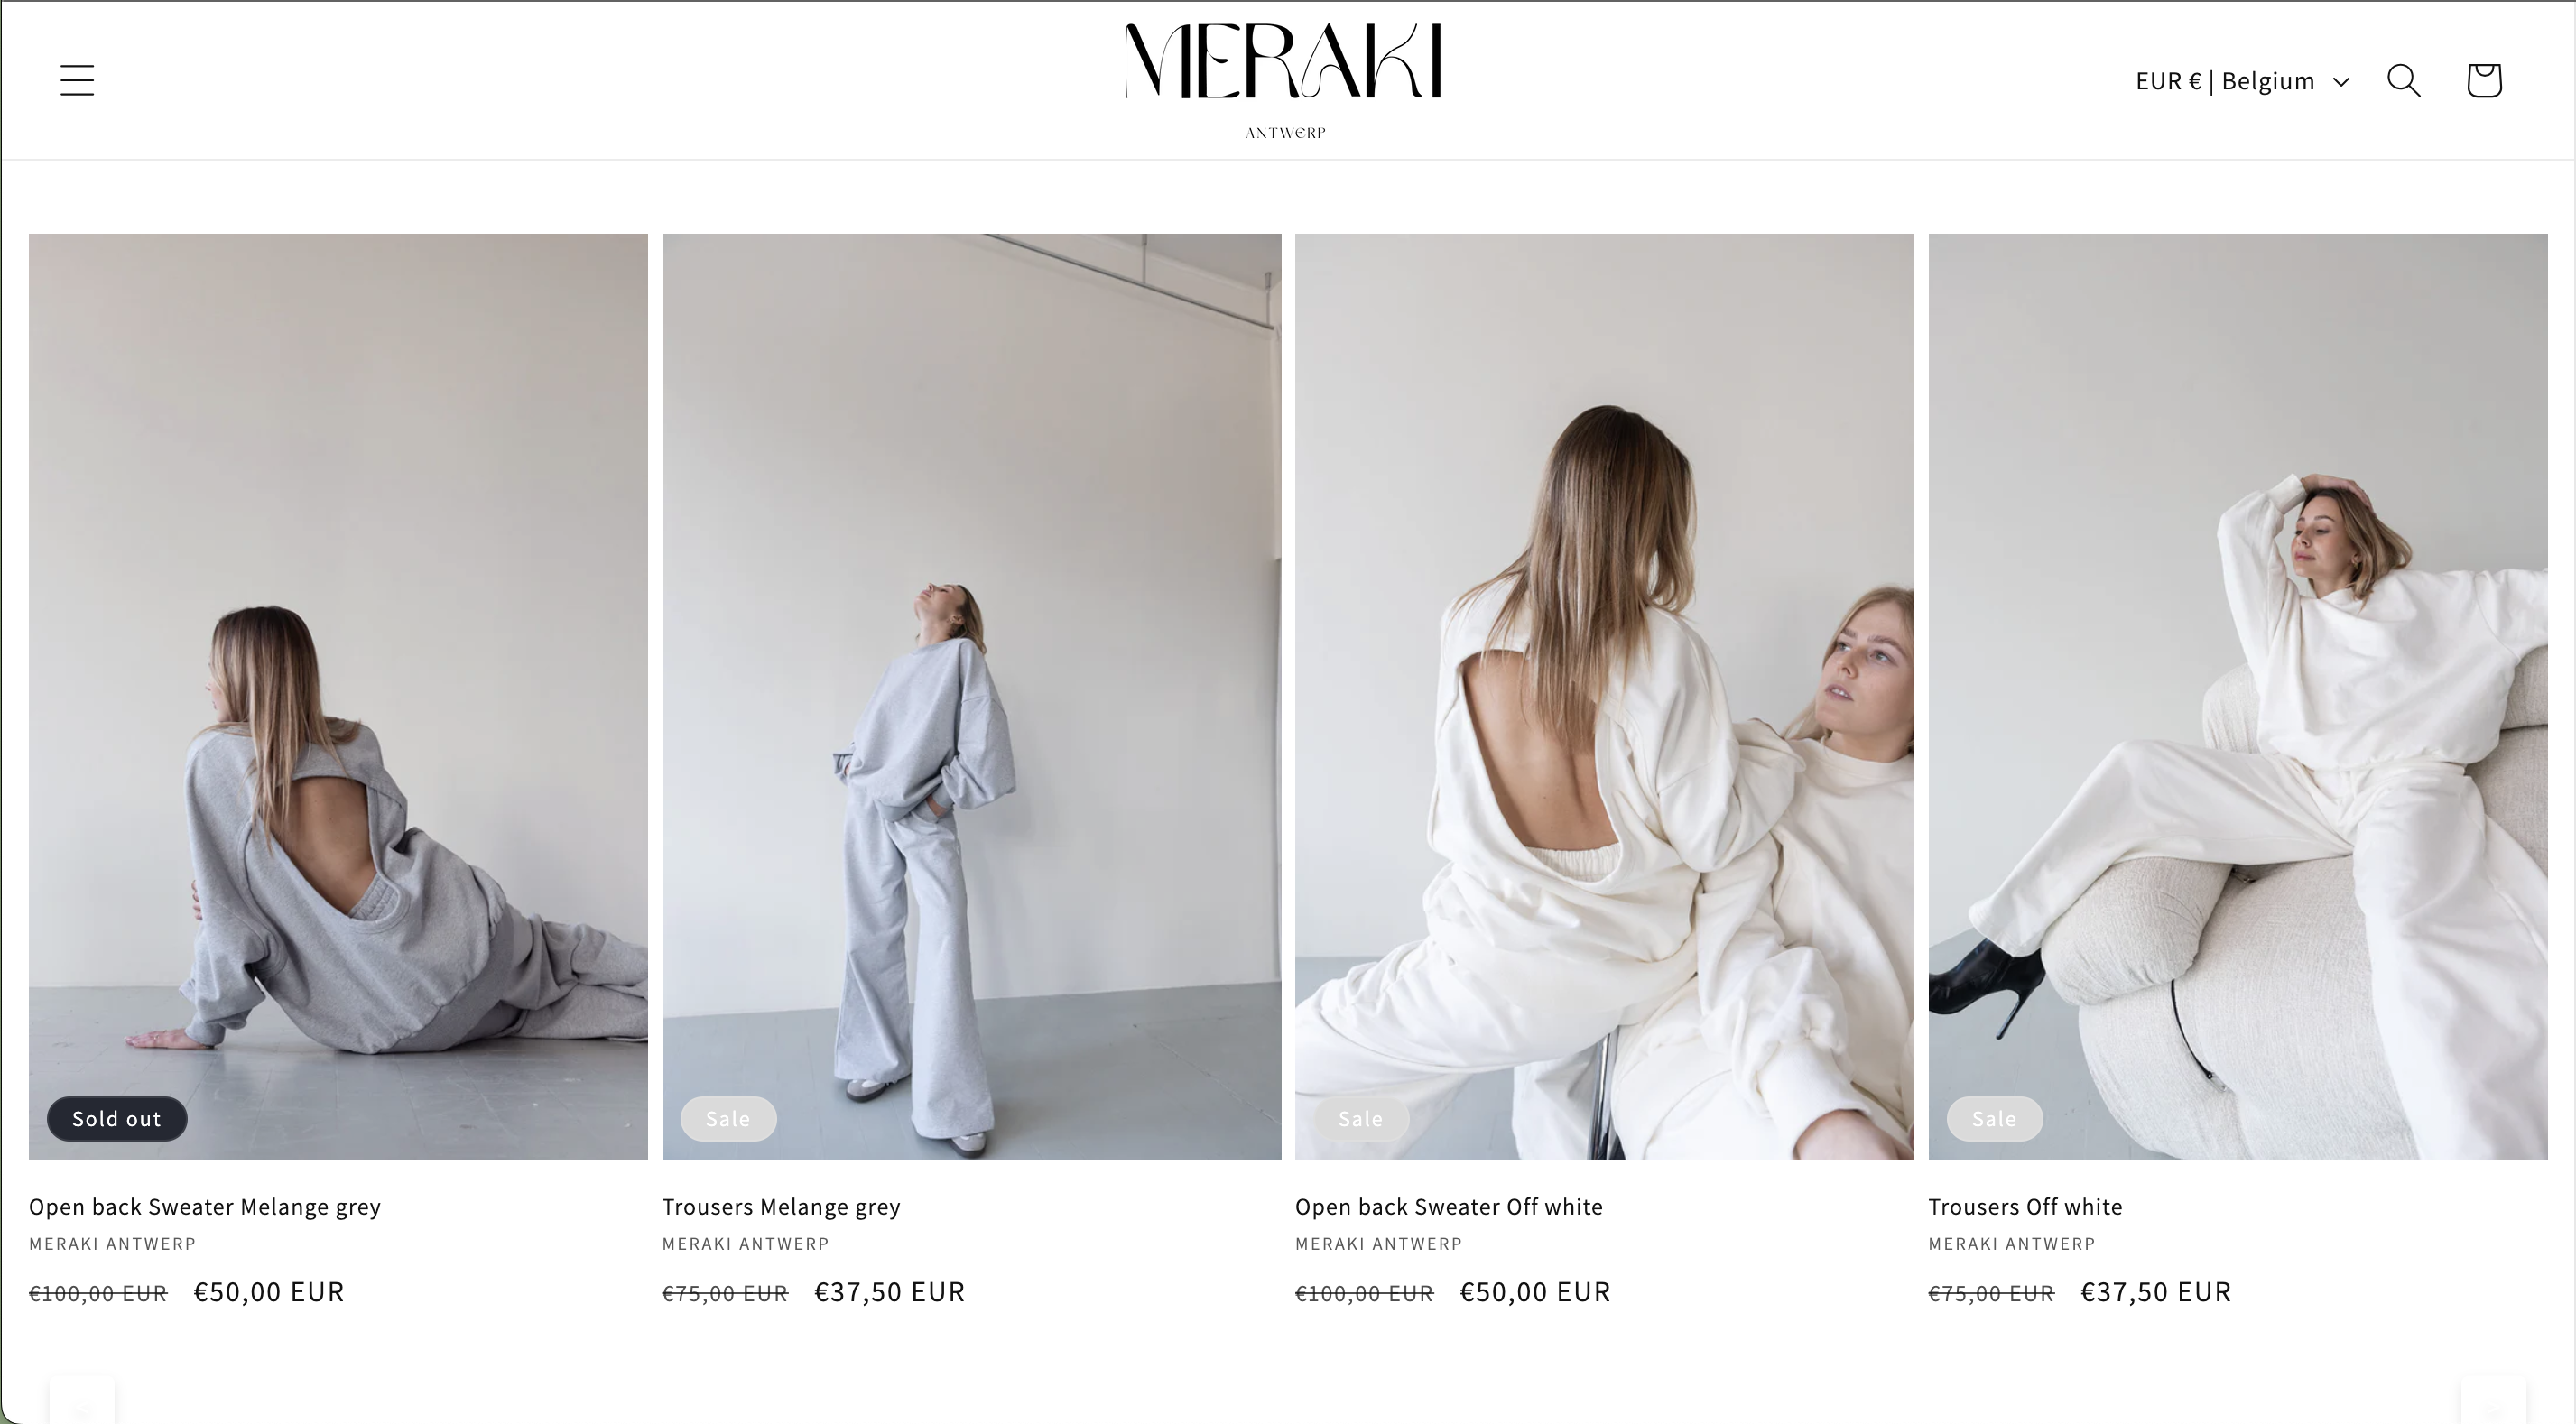 MERAKI
ANTWERP
EUR € | Belgium
Sold out
Sale
Sale
Sale
Open back Sweater Melange grey
MERAKI ANTWERP
€100,00 EUR €50,00 EUR
Trousers Melange grey
MERAKI ANTWERP
€75,00 EUR €37,50 EUR
Open back Sweater Off white
MERAKI ANTWERP
€100,00 EUR €50,00 EUR
Trousers Off white
MERAKI ANTWERP
€75,00 EUR €37,50 EUR